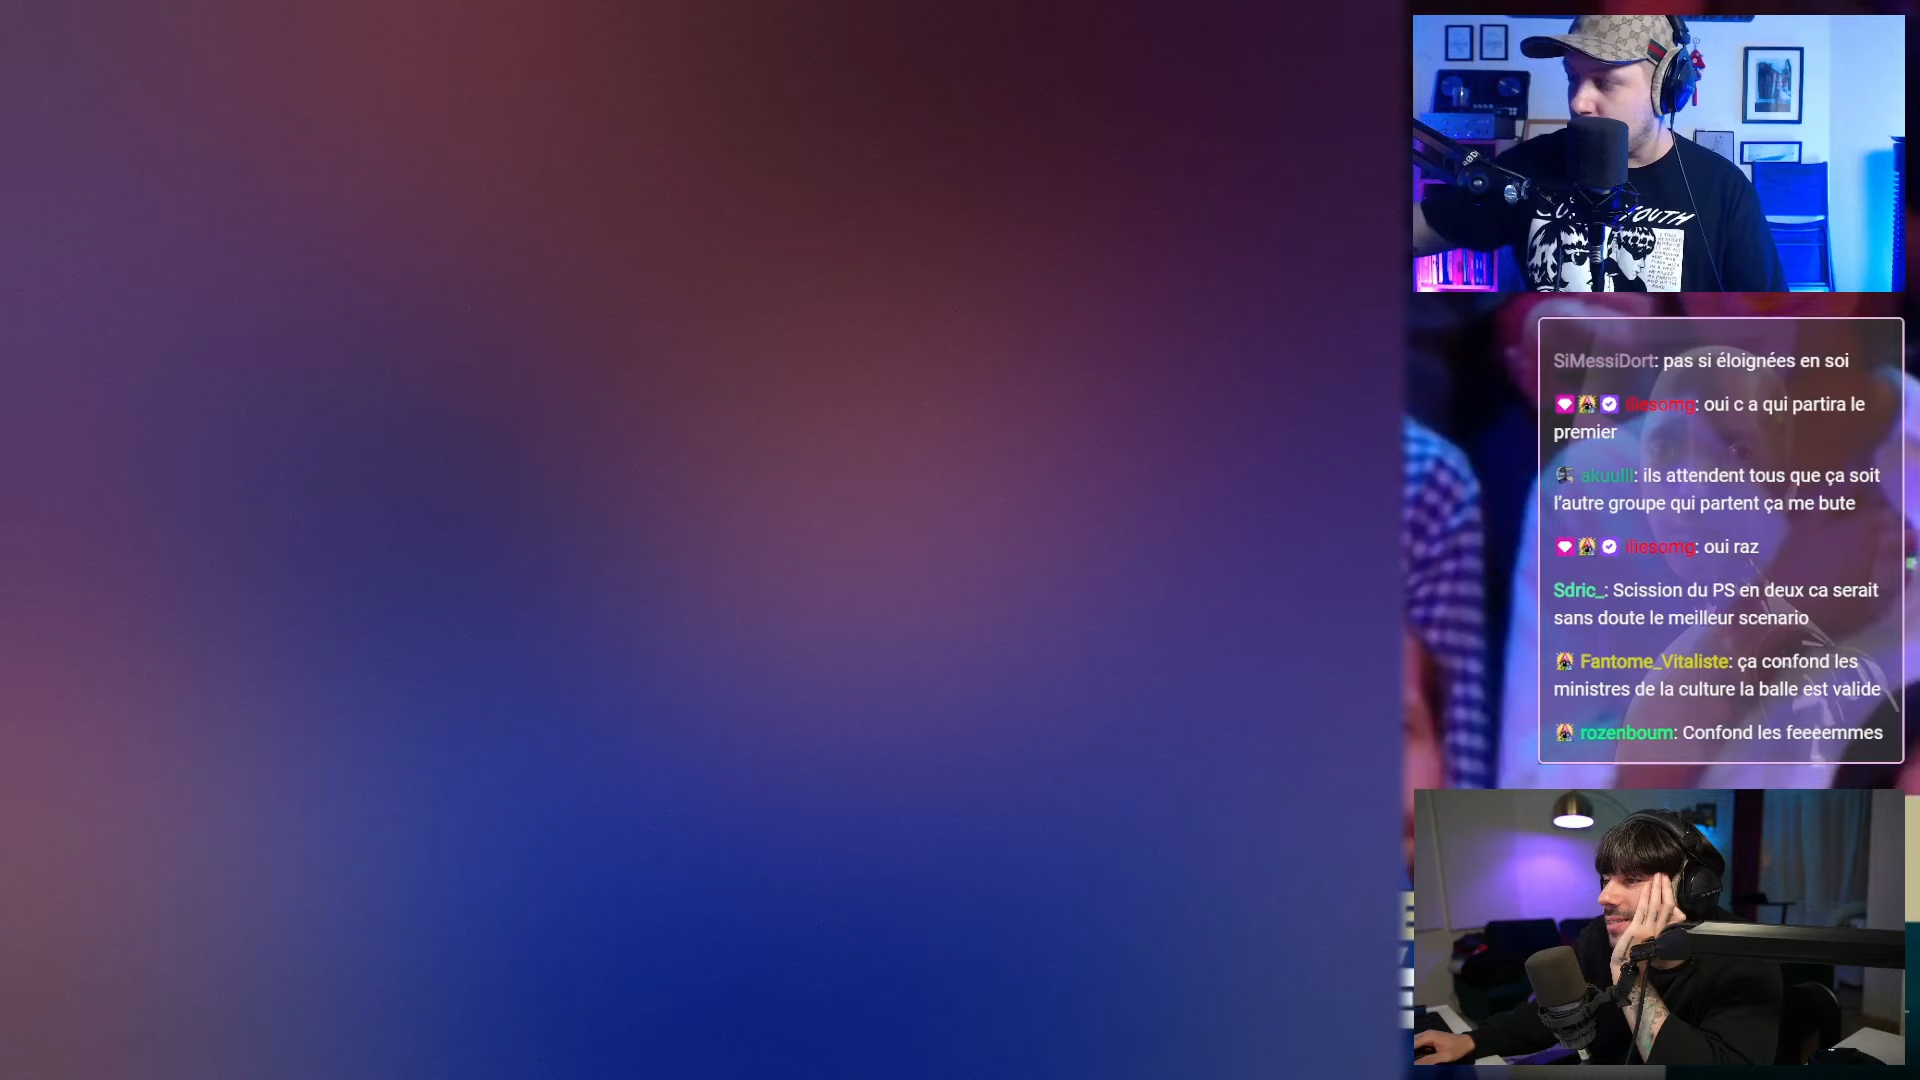 OUTH
SiMessiDort: pas si éloignées en soi
iliesomg: oui c a qui partira le
premier
akuulll: ils attendent tous que ça soit
l'autre groupe qui partent ça me bute
iliesomg: oui raz
Sdric_: Scission du PS en deux ca serait
sans doute le meilleur scenario
Fantome_Vitaliste: ça confond les
ministres de la culture la balle est valide
rozenboum: Confond les feeeemmes